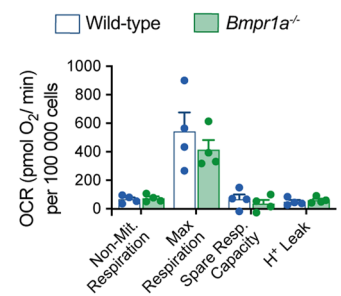 Wild-type
Bmpr1a-/-
OCR (pmol O2/ min)
per 100 000 cells
1000
800
600
400
200
0
Non-Mit.
Respiration
Max
Respiration
Spare Resp.
Capacity
H+ Leak